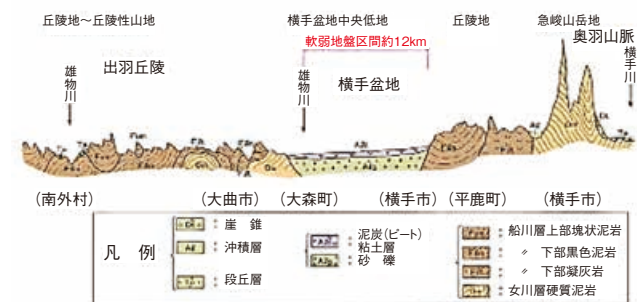 丘陵地～丘陵性山地
横手盆地中央低地
丘陵地
急峻山岳地
軟弱地盤区間約12km
奥羽山脈
出羽丘陵
横手盆地
雄物川
雄物川
横手川
(南外村)
(大曲市)
(大森町)
(横手市)
(平鹿町)
(横手市)
凡 例
：崖 錐
：沖積層
：段丘層
：泥炭(ピート)
粘土層
：砂 礫
：船川層上部塊状泥岩
：〃 下部黒色泥岩
：〃 下部凝灰岩
：女川層硬質泥岩